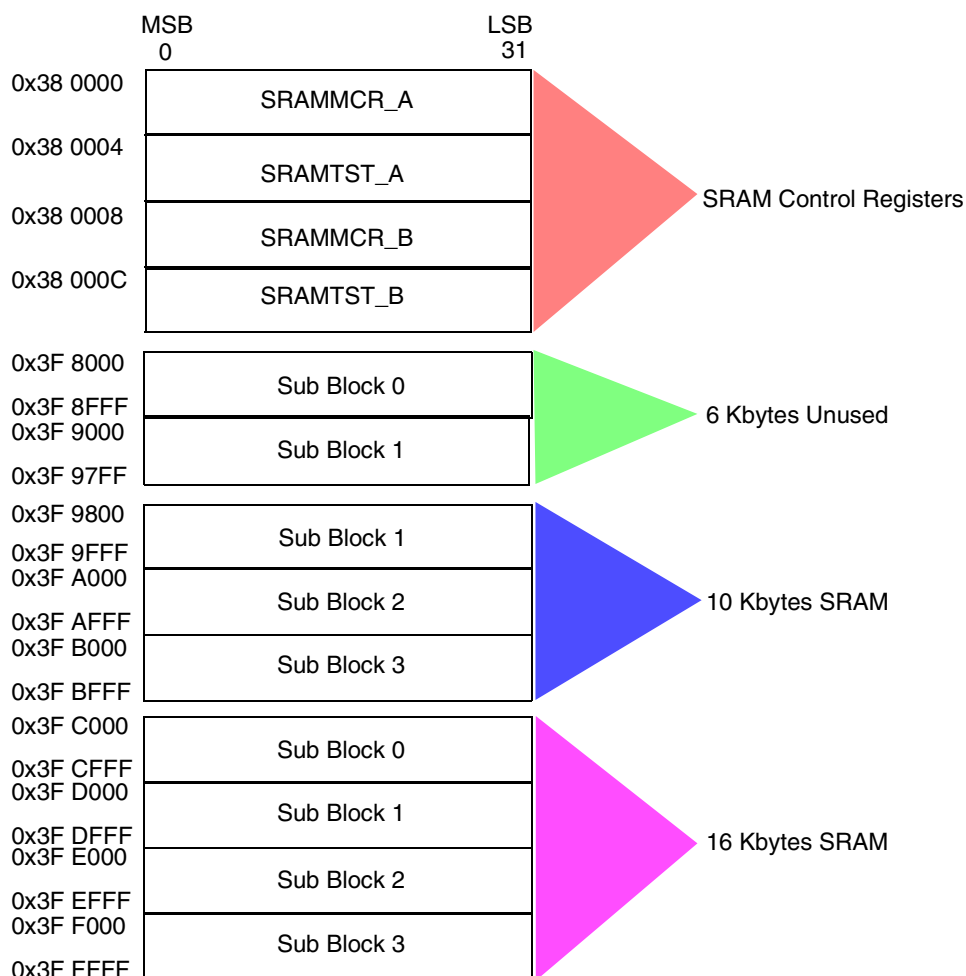 MSB LSB
0 31
0x38 0000
SRAMMCR_A
0x38 0004
SRAMTST_A
SRAM Control Registers
0x38 0008
SRAMMCR_B
0x38 000C
SRAMTST_B
0x3F 8000
Sub Block 0
0x3F 8FFF
6 Kbytes Unused
0x3F 9000
Sub Block 1
0x3F 97FF
0x3F 9800
Sub Block 1
0x3F 9FFF
0x3F A000
Sub Block 2
10 Kbytes SRAM
0x3F AFFF
0x3F B000
Sub Block 3
0x3F BFFF
0x3F C000
Sub Block 0
0x3F CFFF
0x3F D000
Sub Block 1
0x3F DFFF
16 Kbytes SRAM
0x3F E000
Sub Block 2
0x3F EFFF
0x3F F000
Sub Block 3
0x3F FFFF